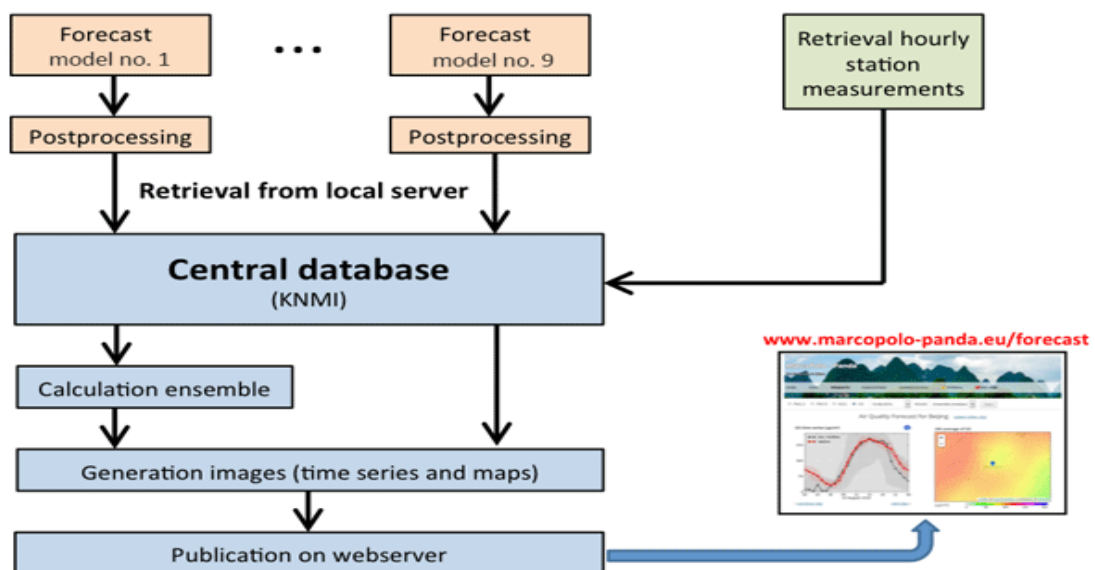 Forecast
model no. 1
...
Forecast
model no. 9
Retrieval hourly
station
measurements
Postprocessing
Postprocessing
Retrieval from local server
Central database
(KNMI)
www.marcopolo-panda.eu/forecast
Calculation ensemble
Air Quality Forecast for Beijing
Generation images (time series and maps)
Publication on webserver